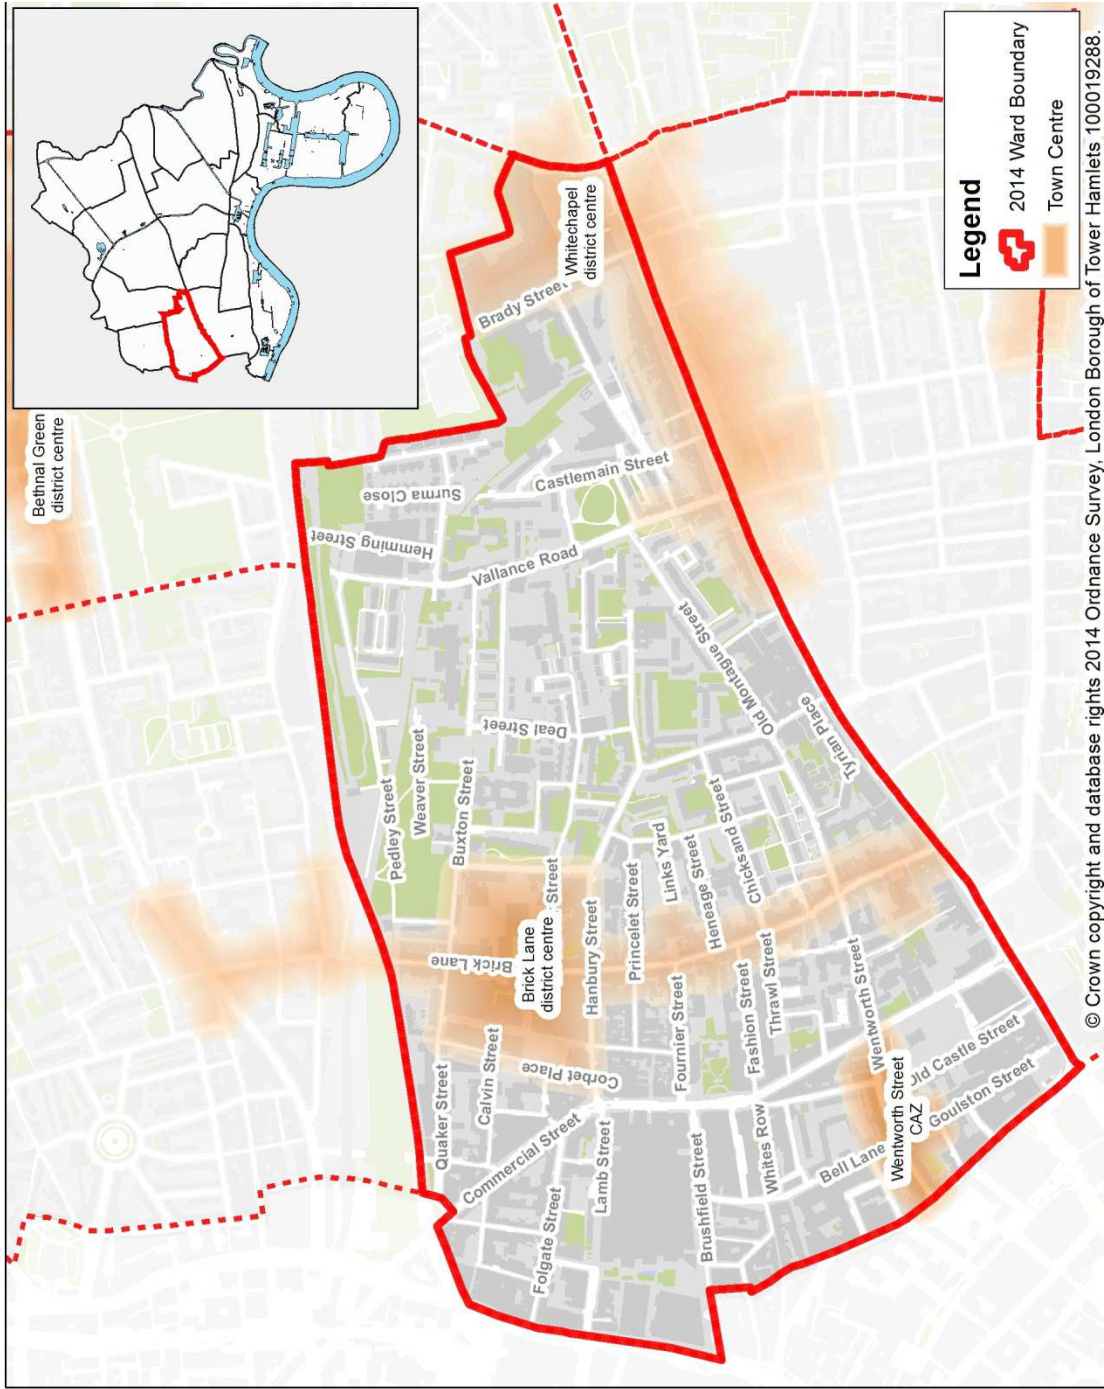 Bethnal Green
district centre
Whitechapel
district centre
Brady Street
Castlemain Street
Surma Close
Hemming Street
Vallance Road
Old Montague Street
Tyrian Place
Deal Street
Pedley Street
Weaver Street
Buxton Street
Street
Links Yard
Chicksand Street
Heneage Street
Princelet Street
Hanbury Street
Brick Lane
Brick Lane
district centre
Quaker Street
Calvin Street
Corbet Place
Commercial Street
Folgate Street
Lamb Street
Fournier Street
Fashion Street
Thrawl Street
Wentworth Street
Brushfield Street
Whites Row
Bell Lane
Wentworth Street
CAZ
Old Castle Street
Goulston Street
Legend
2014 Ward Boundary
Town Centre
© Crown copyright and database rights 2014 Ordnance Survey, London Borough of Tower Hamlets 100019288.